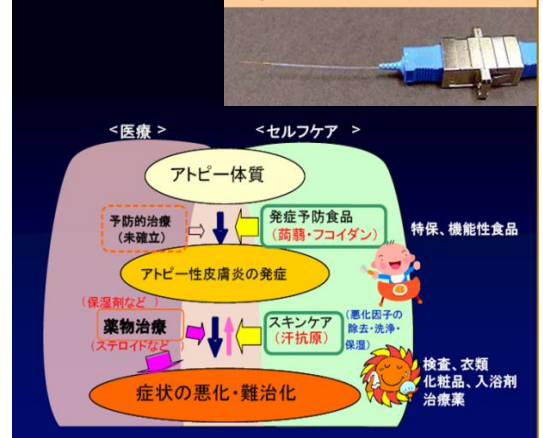 <医療>
<セルフケア >
アトピー体質
予防的治療
(未確立)
発症予防食品
(蒟蒻・フコイダン)
特保、機能性食品
アトピー性皮膚炎の発症
(保湿剤など )
薬物治療
(ステロイドなど)
スキンケア
(汗抗原)
(悪化因子の
除去・洗浄・
保湿)
検査、衣類
化粧品、入浴剤
治療薬
症状の悪化・難治化